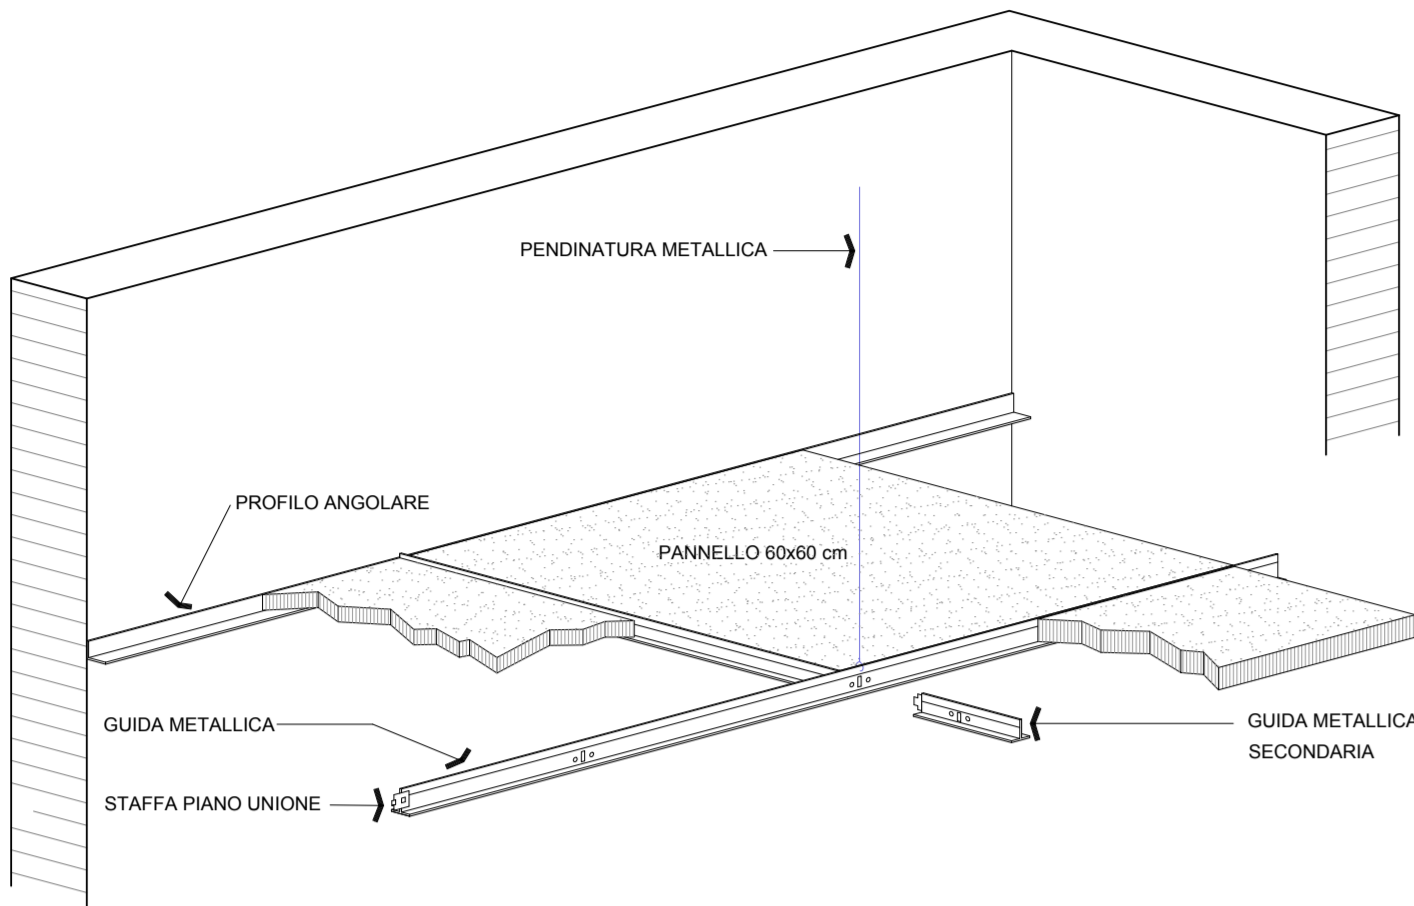 PENDINATURA METALLICA
PROFILO ANGOLARE
PANNELLO 60x60 cm
GUIDA METALLICA
GUIDA METALLICA
SECONDARIA
STAFFA PIANO UNIONE